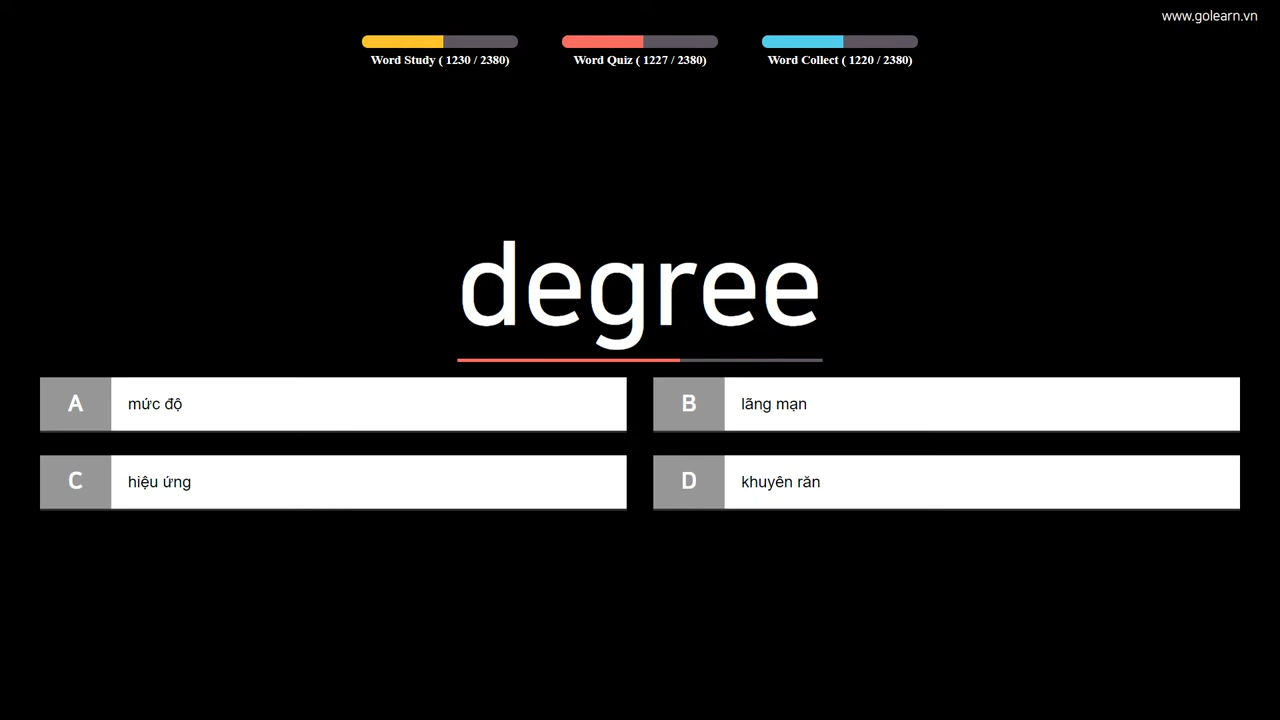 www.golearn.vn
Word Study ( 1230 / 2380)
Word Quiz ( 1227 / 2380)
Word Collect ( 1220 / 2380)
degree
A mức độ
B lãng mạn
C hiệu ứng
D khuyên răn